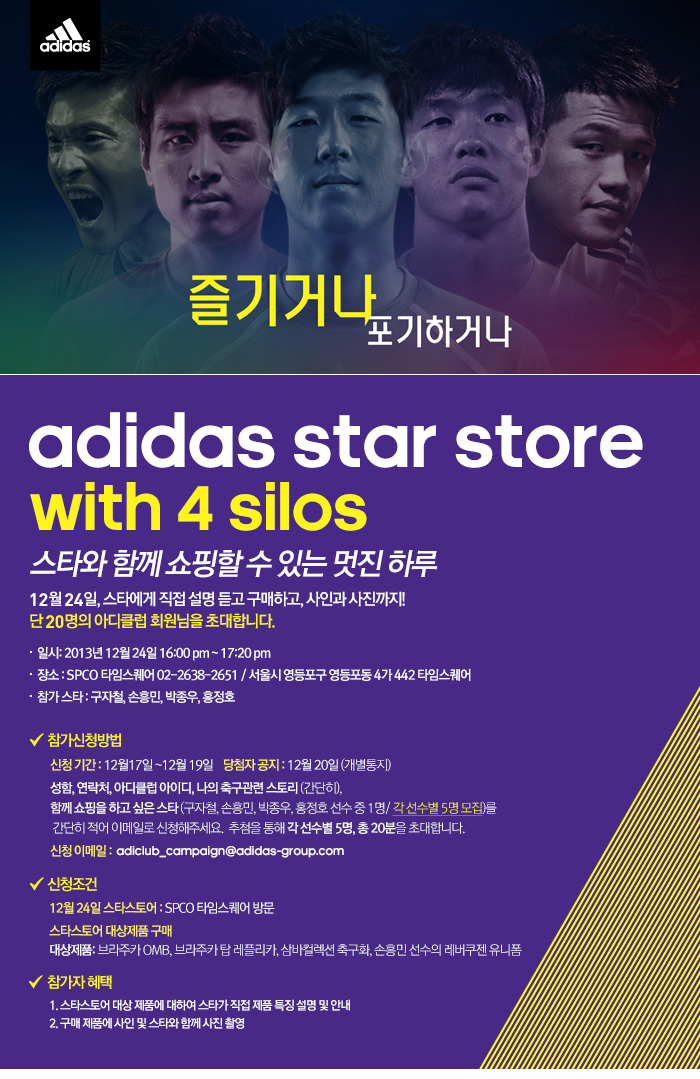 adidas
즐기거나
포기하거나
adidas star store
with 4 silos
스타와 함께 쇼핑할 수 있는 멋진 하루
12월 24일, 스타에게 직접 설명 듣고 구매하고, 사인과 사진까지!
단 20명의 아디클럽 회원님을 초대합니다.
· 일시: 2013년 12월 24일 16:00 pm ~ 17:20 pm
· 장소 : SPCO 타임스퀘어 02-2638-2651 / 서울시 영등포구 영등포동 4가 442 타임스퀘어
· 참가 스타 : 구자철, 손흥민, 박종우, 홍정호
✓ 참가신청방법
신청 기간 : 12월17일 ~12월 19일 당첨자 공지 : 12월 20일 (개별통지)
성함, 연락처, 아디클럽 아이디, 나의 축구관련 스토리 (간단히),
함께 쇼핑을 하고 싶은 스타 (구자철, 손흥민, 박종우, 홍정호 선수 중 1명/ 각 선수별 5명 모집)를
간단히 적어 이메일로 신청해주세요. 추첨을 통해 각 선수별 5명, 총 20분을 초대합니다.
신청 이메일 : adiclub_campaign@adidas-group.com
✓ 신청조건
12월 24일 스타스토어 : SPCO 타임스퀘어 방문
스타스토어 대상제품 구매
대상제품: 브라주카 OMB, 브라주카 탑 레플리카, 삼바컬렉션 축구화, 손흥민 선수의 레버쿠젠 유니폼
✓ 참가자 혜택
1. 스타스토어 대상 제품에 대하여 스타가 직접 제품 특징 설명 및 안내
2. 구매 제품에 사인 및 스타와 함께 사진 촬영